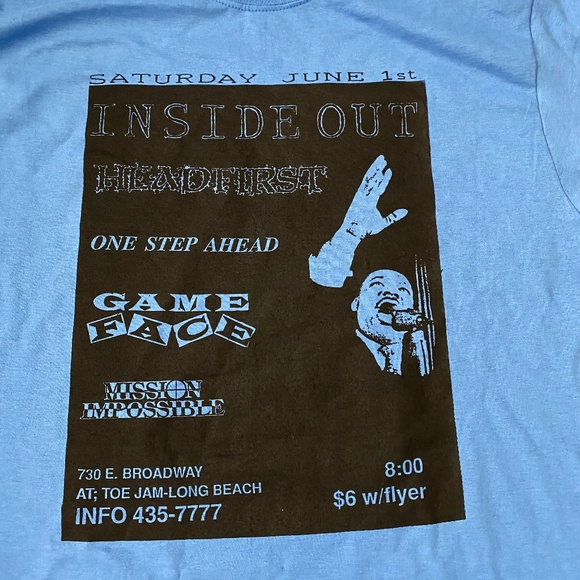 SATURDAY JUNE 1st
INSIDE OUT
HEADFIRST
ONE STEP AHEAD
GAME
FACE
MISSION
IMPOSSIBLE
730 E. BROADWAY
AT; TOE JAM-LONG BEACH
INFO 435-7777
8:00
$6 w/flyer